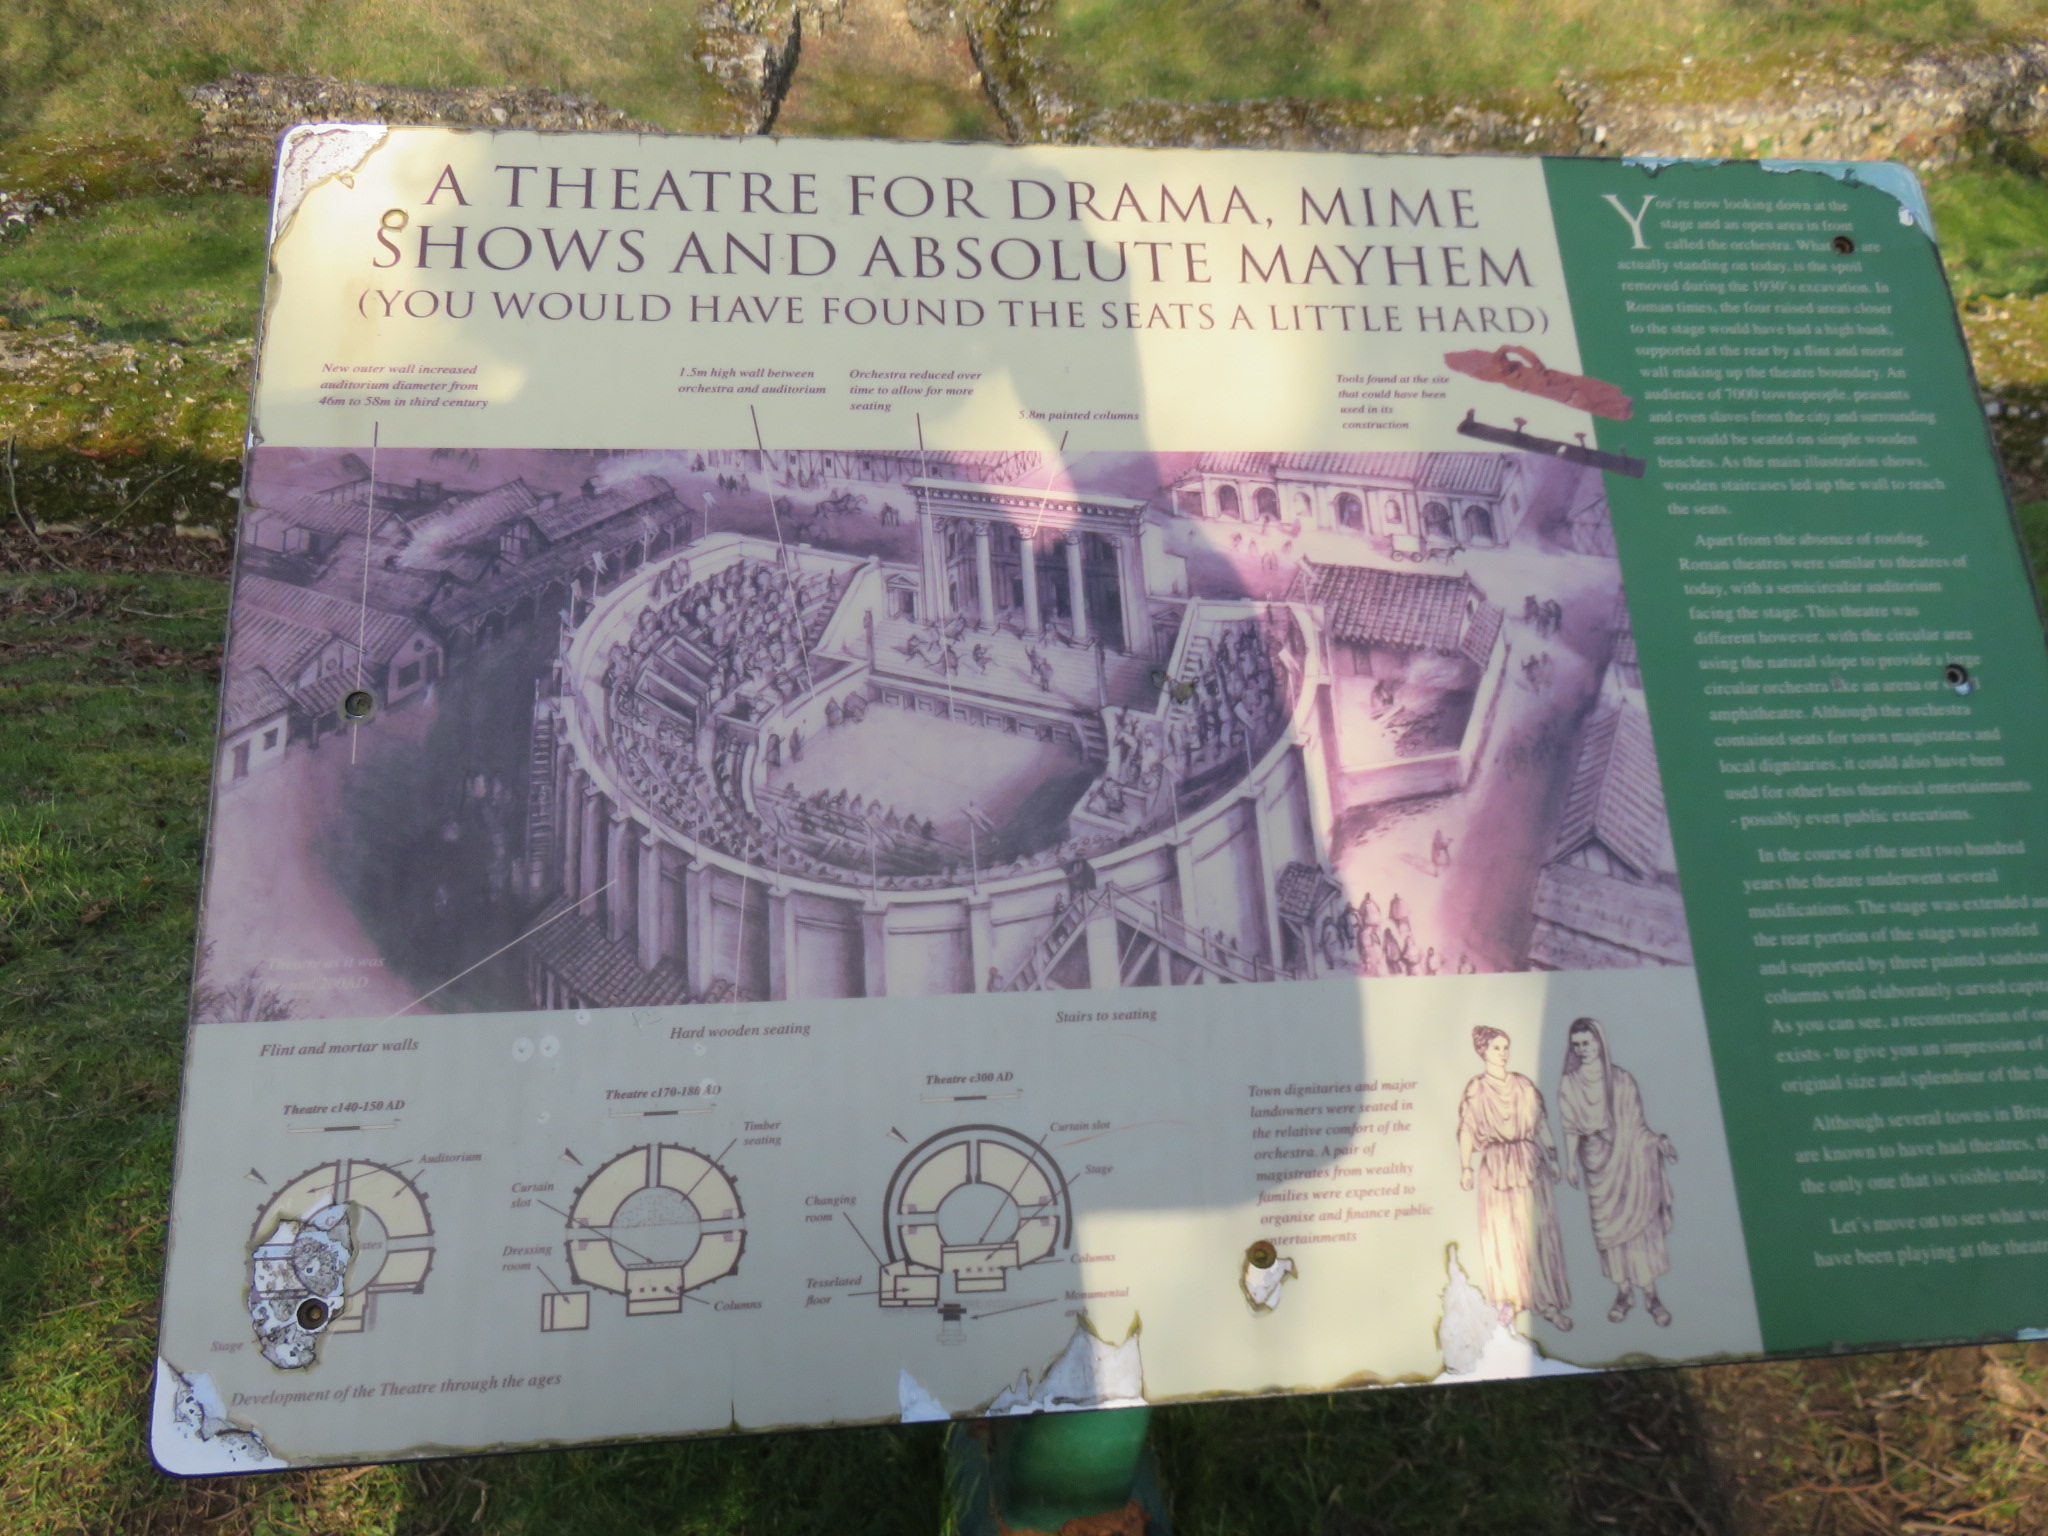 A THEATRE FOR DRAMA, MIME
SHOWS AND ABSOLUTE MAYHEM
(YOU WOULD HAVE FOUND THE SEATS A LITTLE HARD)
New outer wall increased
auditorium diameter from
46m to 58m in third century
1.5m high wall between
orchestra and auditorium
Orchestra reduced over
time to allow for more
seating
5.8m painted columns
Tools found at the site
that could have been
used in its
construction
Theatre as it was
around 200AD
Flint and mortar walls
Hard wooden seating
Stairs to seating
Theatre c140-150 AD
Auditorium
Stage
Theatre c170-180 AD
Timber
seating
Curtain
slot
Dressing
room
Columns
Theatre c300 AD
Curtain slot
Stage
Changing
room
Columns
Tesselated
floor
Monumental
arch
Development of the Theatre through the ages
Town dignitaries and major
landowners were seated in
the relative comfort of the
orchestra. A pair of
magistrates from wealthy
families were expected to
organise and finance public
entertainments
You're now looking down at the
stage and an open area in front
called the orchestra. What are
actually standing on today, is the spoil
removed during the 1930's excavation. In
Roman times, the four raised areas closer
to the stage would have had a high bank,
supported at the rear by a flint and mortar
wall making up the theatre boundary. An
audience of 7000 townspeople, peasants
and even slaves from the city and surrounding
area would be seated on simple wooden
benches. As the main illustration shows,
wooden staircases led up the wall to reach
the seats.
Apart from the absence of roofing,
Roman theatres were similar to theatres of
today, with a semicircular auditorium
facing the stage. This theatre was
different however, with the circular area
using the natural slope to provide a large
circular orchestra like an arena or
amphitheatre. Although the orchestra
contained seats for town magistrates and
local dignitaries, it could also have been
used for other less theatrical entertainments
- possibly even public executions.
In the course of the next two hundred
years the theatre underwent several
modifications. The stage was extended
the rear portion of the stage was roofed
and supported by three painted
columns with elaborately carved
As you can see, a reconstruction of
exists - to give you an impression of
original size and splendour of the
Although several towns in
are known to have had theatres,
the only one that is visible today
Let's move on to see what
have been playing at the